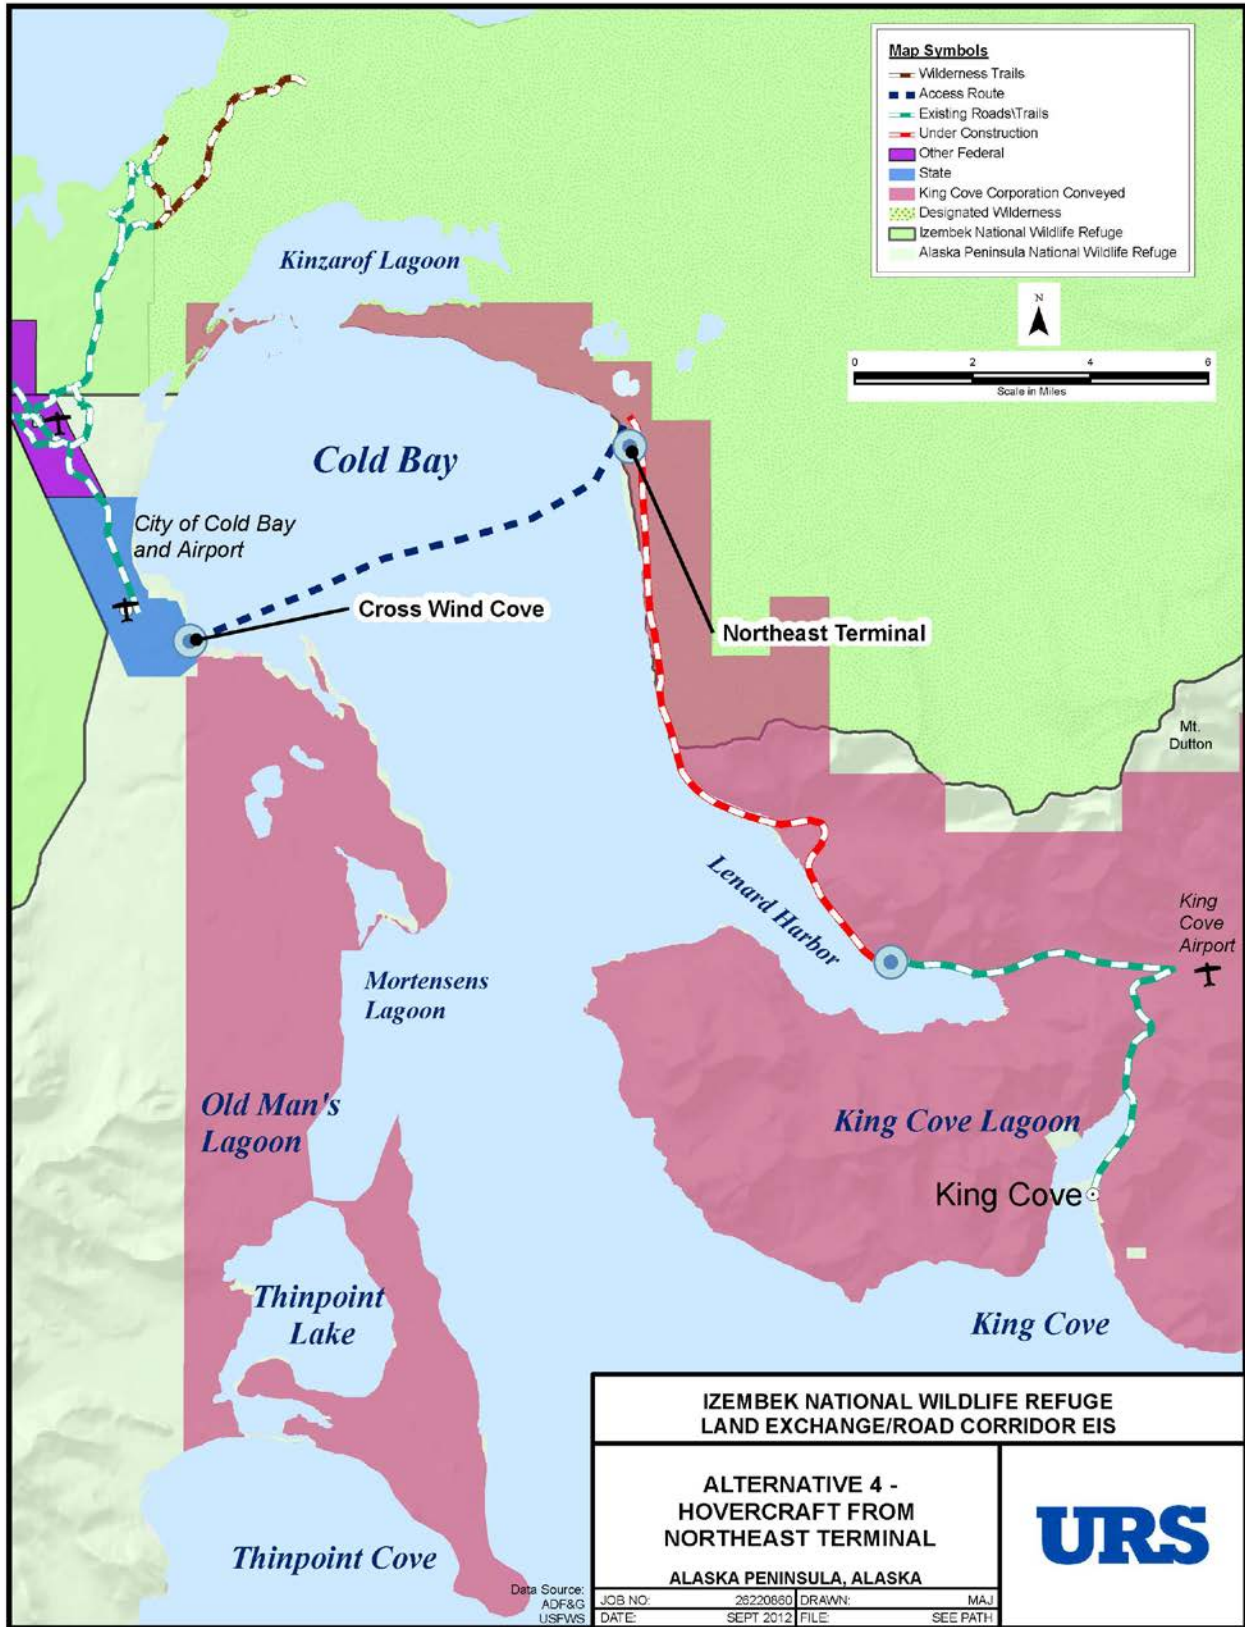 Map Symbols
Wilderness Trails
Access Route
Existing Roads\Trails
Under Construction
Other Federal
State
King Cove Corporation Conveyed
Designated Wilderness
Izembek National Wildlife Refuge
Alaska Peninsula National Wildlife Refuge
N
0 2 4 6
Scale in Miles
Kinzarof Lagoon
Cold Bay
City of Cold Bay
and Airport
Cross Wind Cove
Northeast Terminal
Mt.
Dutton
Lenard Harbor
King
Cove
Airport
Mortensens
Lagoon
Old Man's
Lagoon
King Cove Lagoon
King Cove
Thinpoint
Lake
King Cove
Thinpoint Cove
Data Source:
ADF&G
USFWS
IZEMBEK NATIONAL WILDLIFE REFUGE
LAND EXCHANGE/ROAD CORRIDOR EIS
ALTERNATIVE 4 -
HOVERCRAFT FROM
NORTHEAST TERMINAL
ALASKA PENINSULA, ALASKA
JOB NO: 26220860 DRAWN: MAJ
DATE: SEPT 2012 FILE: SEE PATH
URS